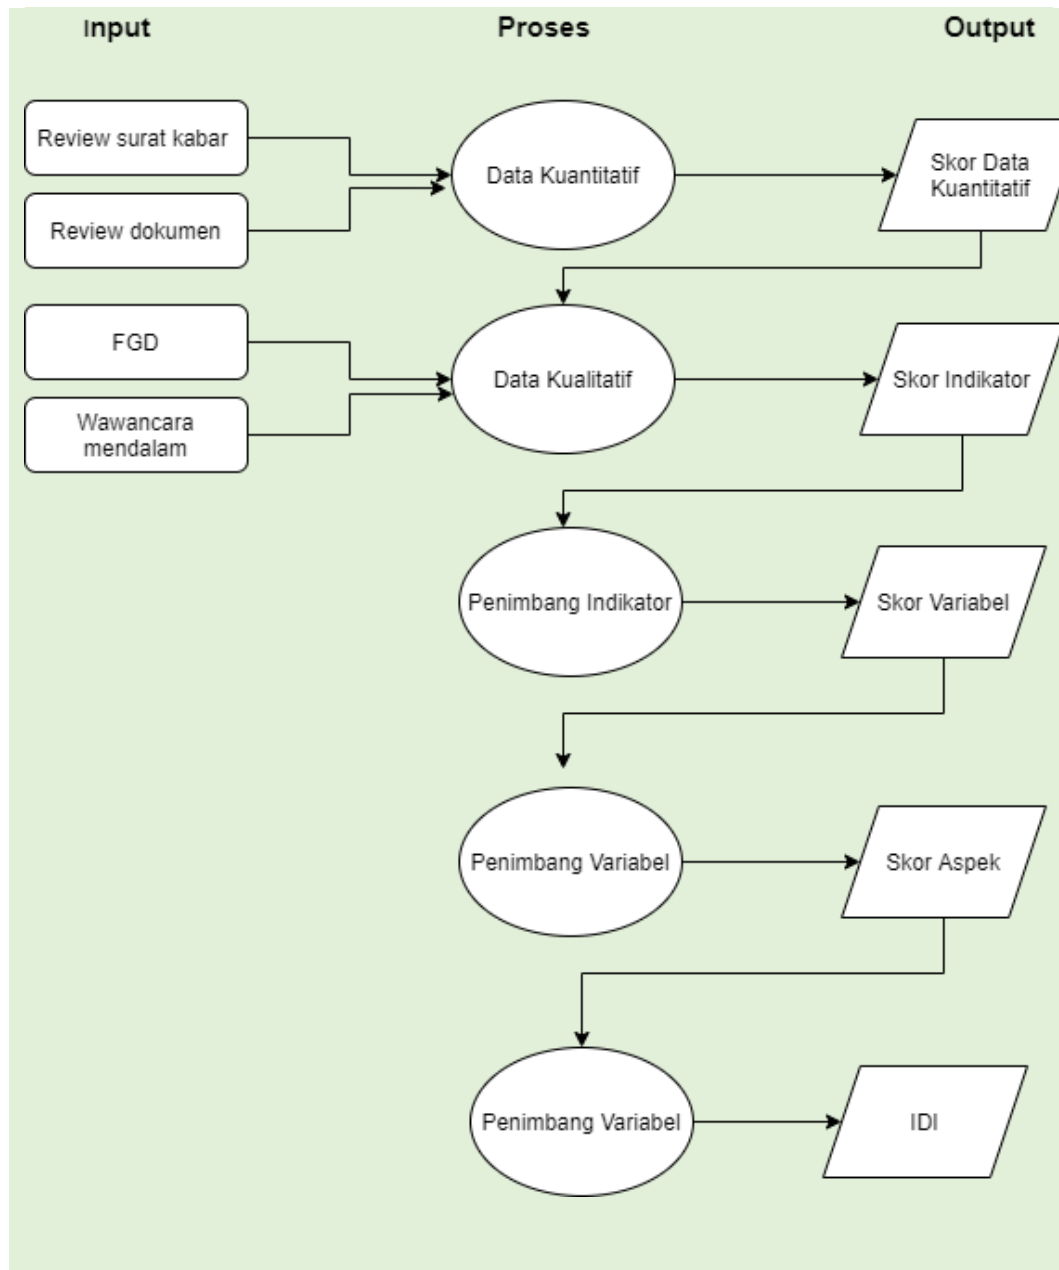 Input
Proses
Output
Review surat kabar
Data Kuantitatif
Skor Data
Kuantitatif
Review dokumen
FGD
Data Kualitatif
Skor Indikator
Wawancara
mendalam
Penimbang Indikator
Skor Variabel
Penimbang Variabel
Skor Aspek
Penimbang Variabel
IDI